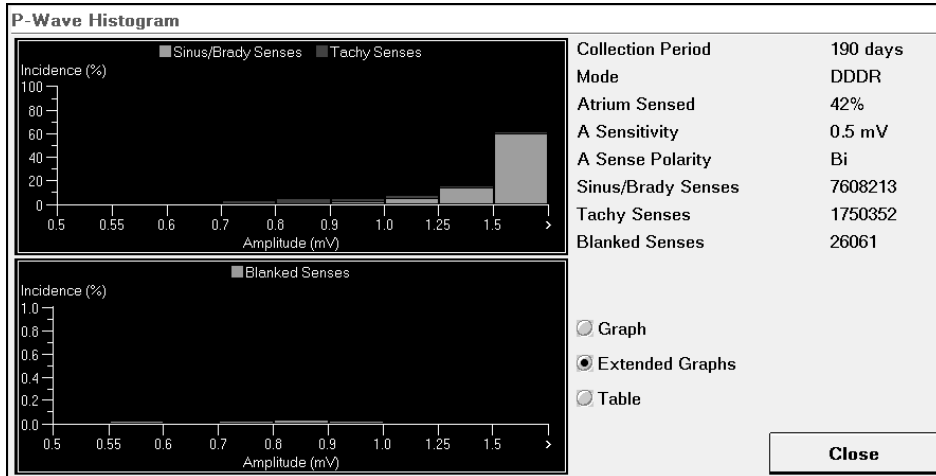 P-Wave Histogram
Sinus/Brady Senses Tachy Senses
Incidence (%)
100
80
60
40
20
0
0.5 0.55 0.6 0.7 0.8 0.9 1.0 1.25 1.5 >
Amplitude (mV)
Blanked Senses
Incidence (%)
1.0
0.8
0.6
0.4
0.2
0.0
0.5 0.55 0.6 0.7 0.8 0.9 1.0 1.25 1.5 >
Amplitude (mV)
Collection Period 190 days
Mode DDDR
Atrium Sensed 42%
A Sensitivity 0.5 mV
A Sense Polarity Bi
Sinus/Brady Senses 7608213
Tachy Senses 1750352
Blanked Senses 26061
Graph
Extended Graphs
Table
Close